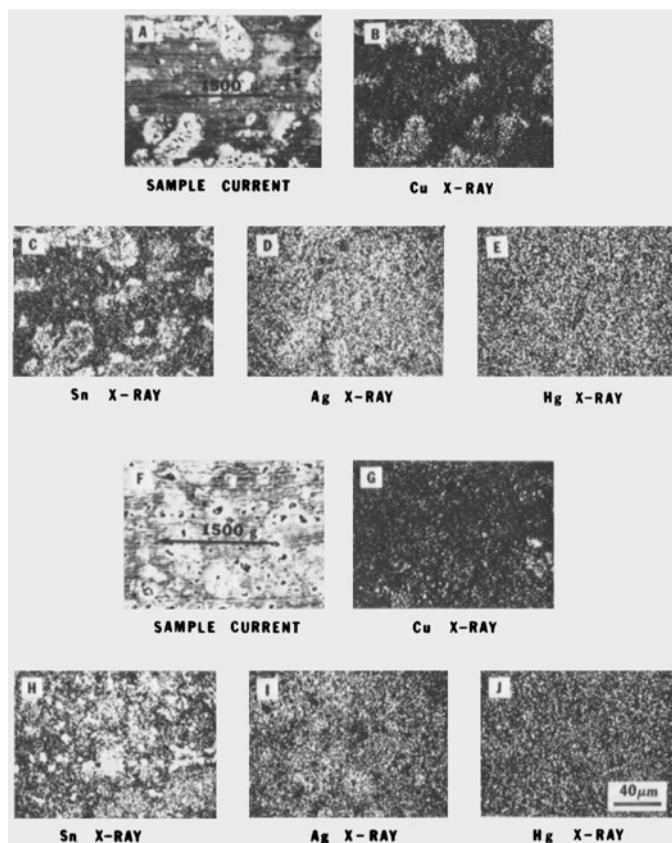 A
1500 g
B
SAMPLE CURRENT
Cu X-RAY
C
D
E
Sn X-RAY
Ag X-RAY
Hg X-RAY
F
1500 g
G
SAMPLE CURRENT
Cu X-RAY
H
I
J
40µm
Sn X-RAY
Ag X-RAY
Hg X-RAY